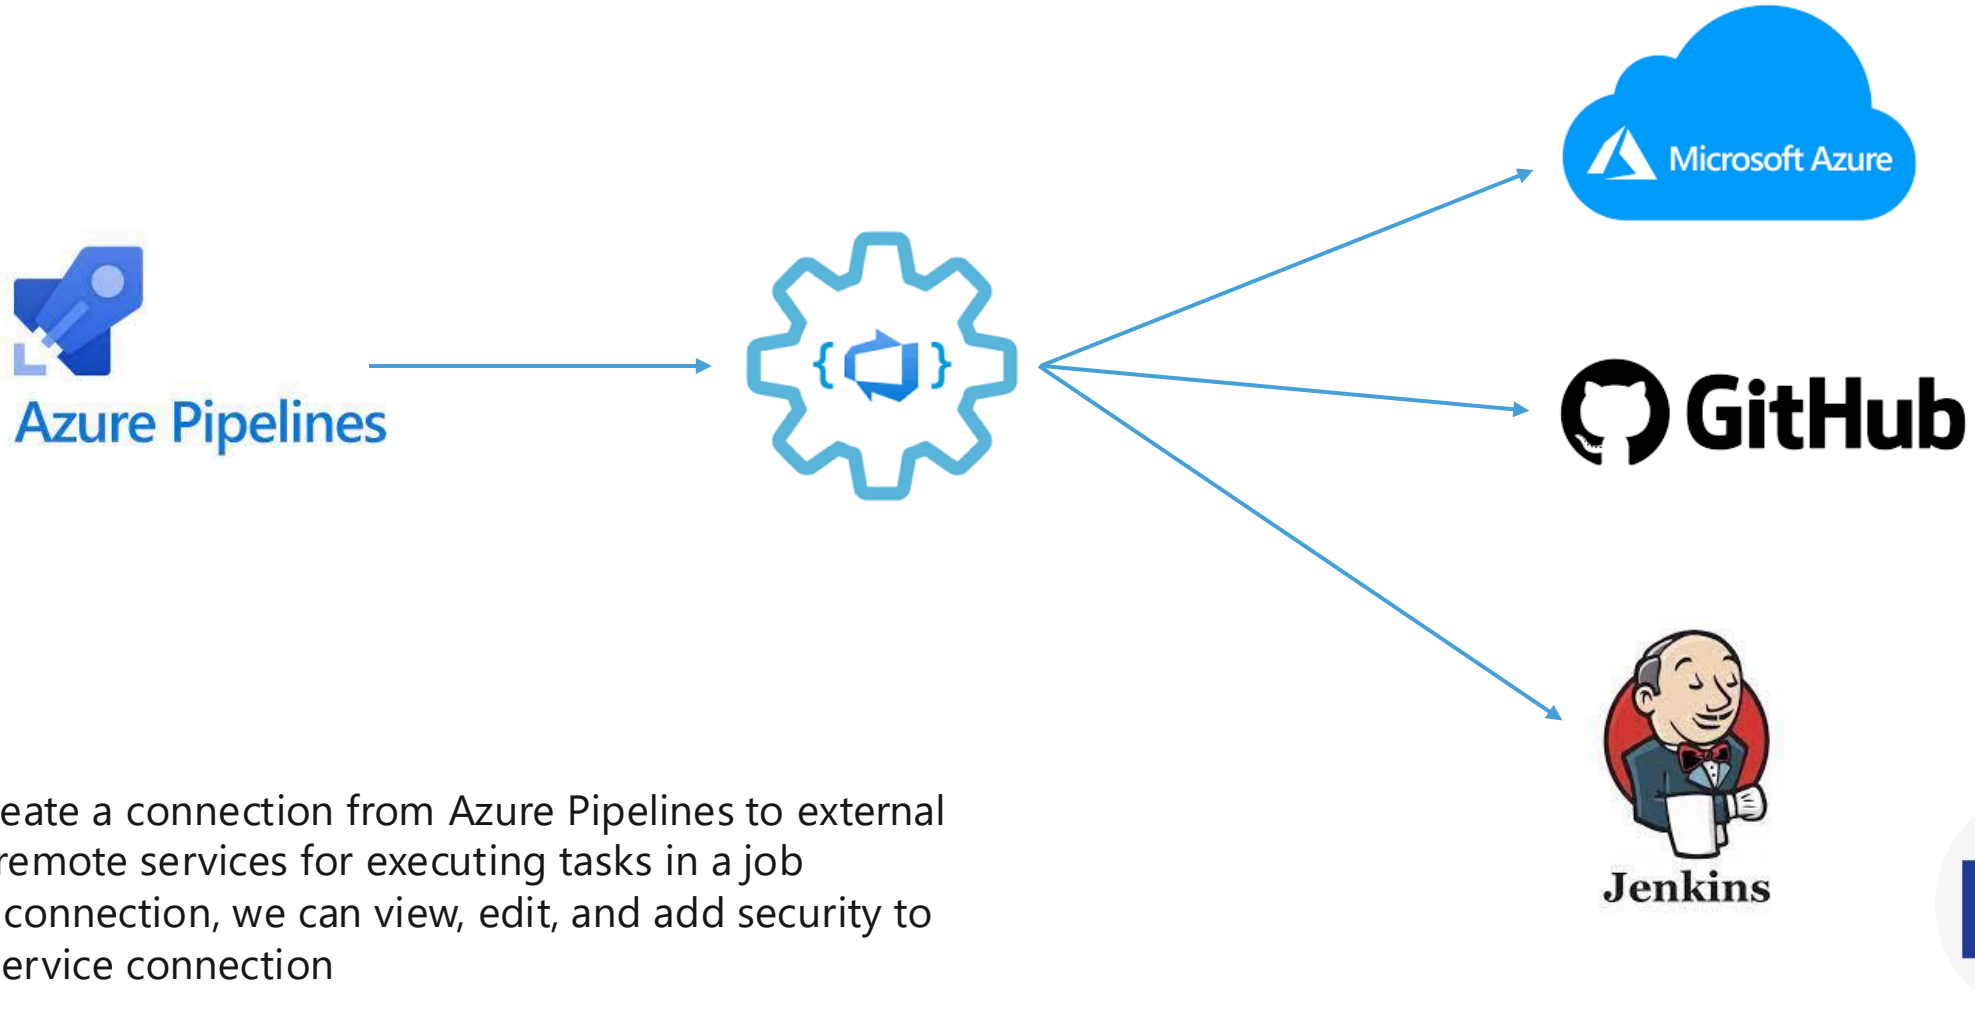 Microsoft Azure
Azure Pipelines
{ }
GitHub
Jenkins
eate a connection from Azure Pipelines to external
remote services for executing tasks in a job
connection, we can view, edit, and add security to
ervice connection